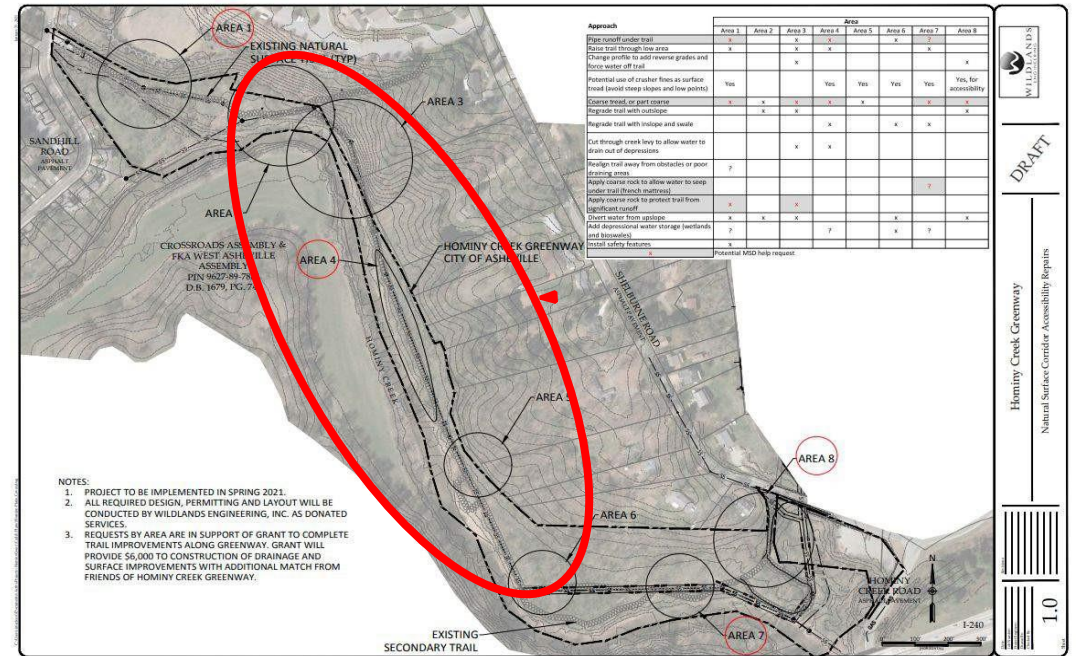 AREA 1
EXISTING NATURAL
AREA 3
SANDHILL
ROAD
ASPHALT
PAVEMENT
AREA
CROSSROADS ASSEMBLY &
FKA WEST ASHEVILLE
ASSEMBLY
PIN 9627-89-78
D.B. 1679, PG. 74
AREA 4
HOMINY CREEK GREENWAY
CITY OF ASHEVILLE
HOMINY CREEK
SHELBURNE ROAD
ASPHALT PAVEMENT
AREA 5
AREA 6
AREA 8
AREA 7
HOMINY
CREEK ROAD
ASPHALT PAVEMENT
N
I-240
0 100' 200' 300'
EXISTING
SECONDARY TRAIL
NOTES:
1. PROJECT TO BE IMPLEMENTED IN SPRING 2021.
2. ALL REQUIRED DESIGN, PERMITTING AND LAYOUT WILL BE
CONDUCTED BY WILDLANDS ENGINEERING, INC. AS DONATED
SERVICES.
3. REQUESTS BY AREA ARE IN SUPPORT OF GRANT TO COMPLETE
TRAIL IMPROVEMENTS ALONG GREENWAY. GRANT WILL
PROVIDE $6,000 TO CONSTRUCTION OF DRAINAGE AND
SURFACE IMPROVEMENTS WITH ADDITIONAL MATCH FROM
FRIENDS OF HOMINY CREEK GREENWAY.
Area
Approach Area 1 Area 2 Area 3 Area 4 Area 5 Area 6 Area 7 Area 8
Pipe runoff under trail x x x x ?
Raise trail through low area x x x x
Change profile to add reverse grades and
force water off trail x x
Potential use of crusher fines as surface
tread (avoid steep slopes and low points) Yes Yes Yes Yes Yes Yes, for
accessibility
Coarse tread, or part coarse x x x x x x x
Regrade trail with outslope x x x
Regrade trail with inslope and swale x x x
Cut through creek levy to allow water to
drain out of depressions x x
Realign trail away from obstacles or poor
draining areas ?
Apply coarse rock to allow water to seep
under trail (french mattress) ?
Apply coarse rock to protect trail from
significant runoff x x
Divert water from upslope x x x x x
Add depressional water storage (wetlands
and bioswales) ? ? x ?
Install safety features x
x Potential MSD help request
WILDLANDS
DRAFT
Hominy Creek Greenway
Natural Surface Corridor Accessibility Repairs
1.0